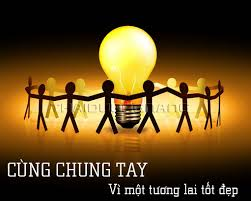 CÙNG CHUNG TAY
Vì một tương lai tốt đẹp